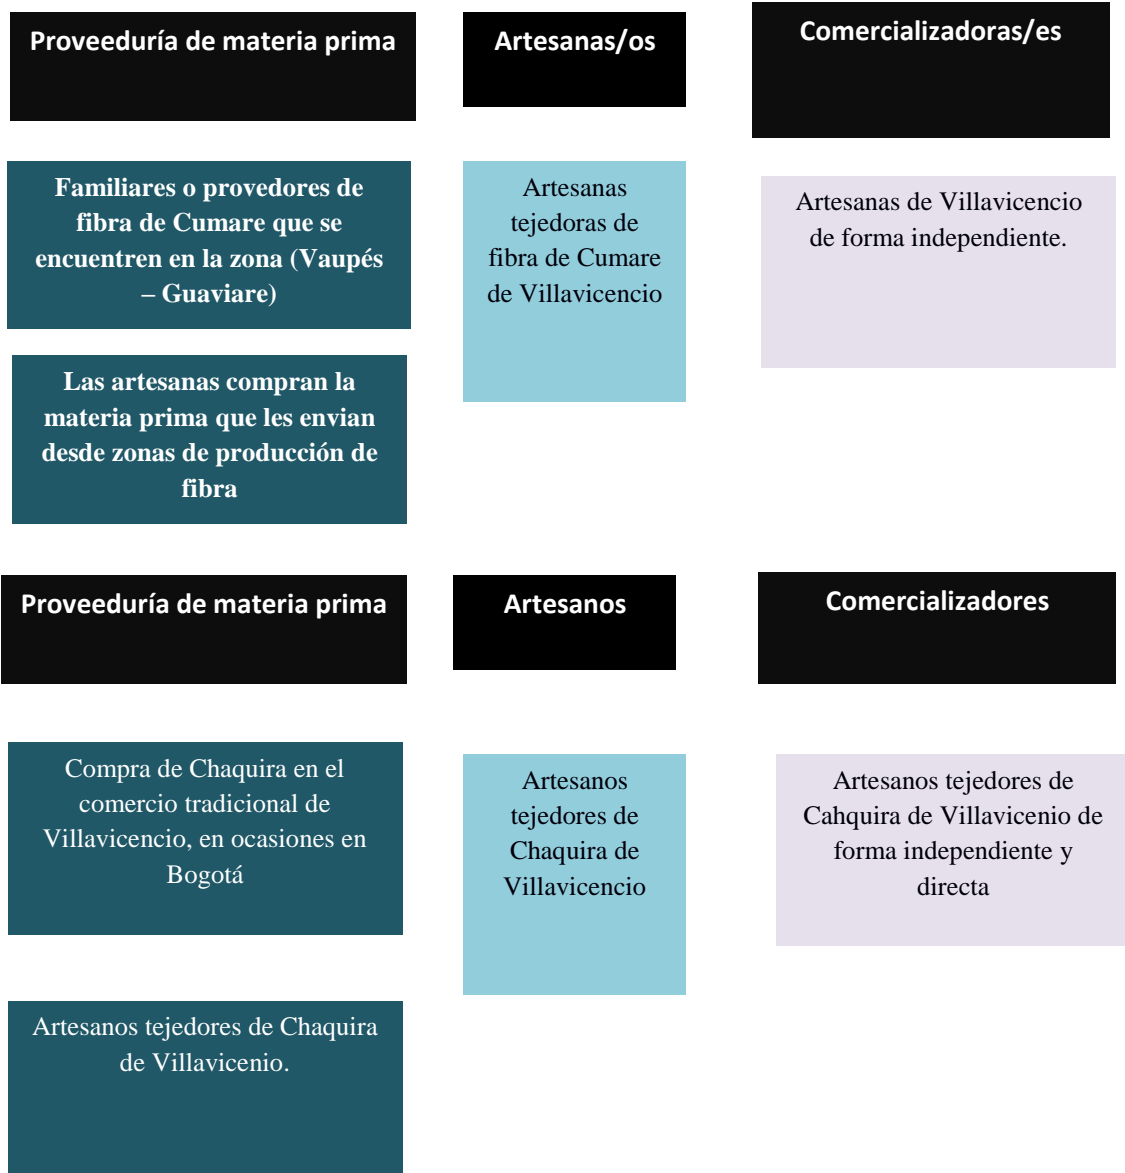 Proveeduría de materia prima
Artesanas/os
Comercializadoras/es
Familiares o provedores de
fibra de Cumare que se
encuentren en la zona (Vaupés
– Guaviare)
Las artesanas compran la
materia prima que les envian
desde zonas de producción de
fibra
Artesanas
tejedoras de
fibra de Cumare
de Villavicencio
Artesanas de Villavicencio
de forma independiente.
Proveeduría de materia prima
Artesanos
Comercializadores
Compra de Chaquira en el
comercio tradicional de
Villavicencio, en ocasiones en
Bogotá
Artesanos tejedores de Chaquira
de Villavicenio.
Artesanos
tejedores de
Chaquira de
Villavicencio
Artesanos tejedores de
Cahquira de Villavicenio de
forma independiente y
directa